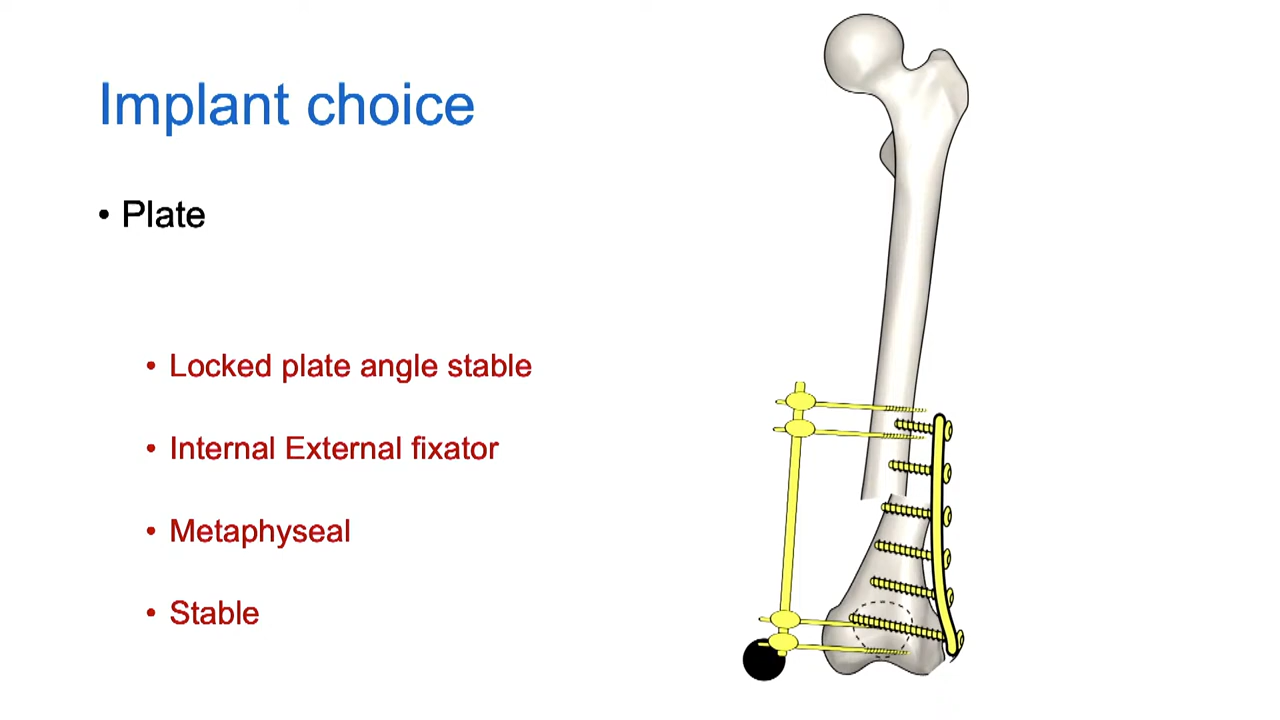 Implant choice
• Plate
• Locked plate angle stable
• Internal External fixator
• Metaphyseal
• Stable